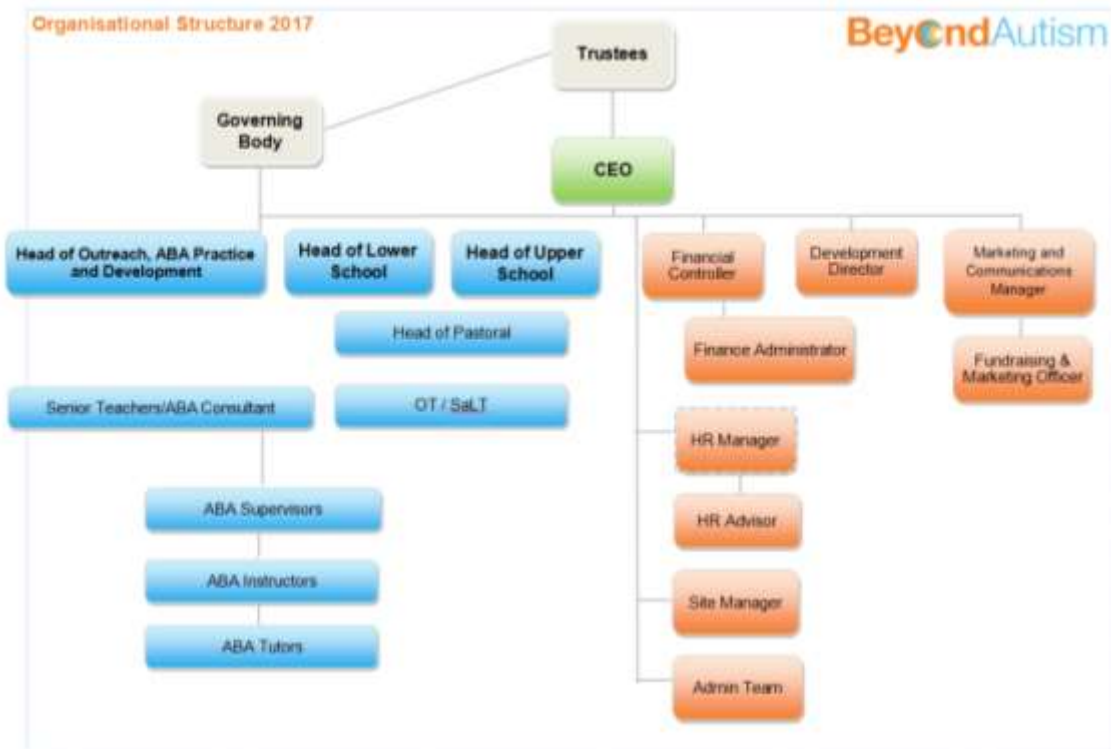 Organisational Structure 2017
BeyondAutism
Trustees
Governing
Body
CEO
Head of Outreach, ABA Practice
and Development
Head of Lower
School
Head of Upper
School
Financial
Controller
Development
Director
Marketing and
Communications
Manager
Head of Pastoral
Finance Administrator
Fundraising &
Marketing Officer
Senior Teachers/ABA Consultant
OT / SaLT
HR Manager
ABA Supervisors
HR Advisor
ABA Instructors
Site Manager
ABA Tutors
Admin Team